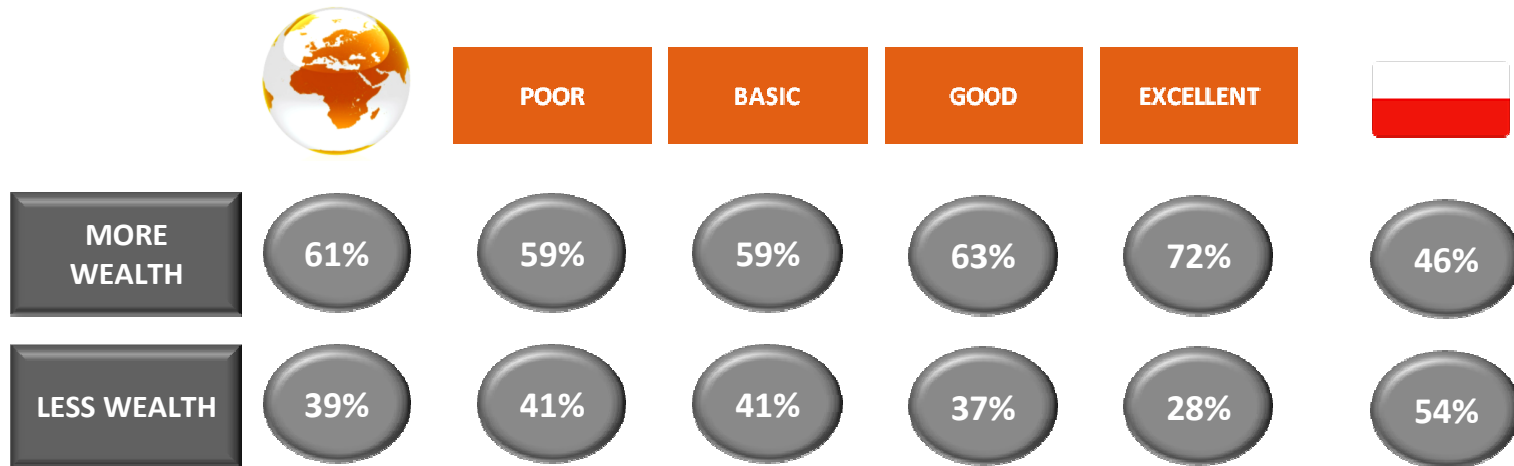 POOR BASIC GOOD EXCELLENT
MORE
WEALTH
61% 59% 59% 63% 72% 46%
LESS WEALTH 39% 41% 41% 37% 28% 54%